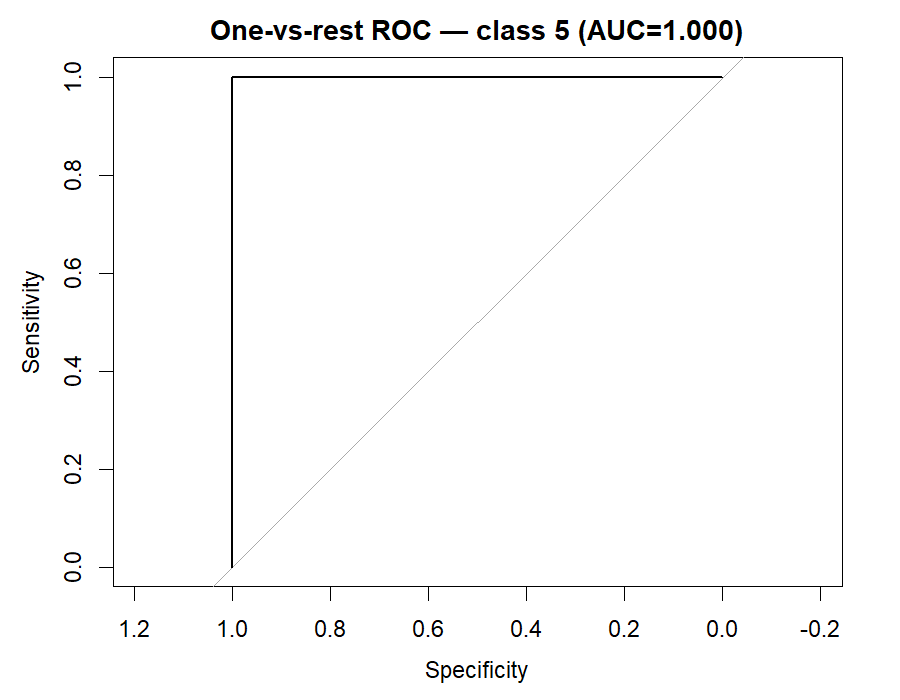 One-vs-rest ROC — class 5 (AUC=1.000)
Sensitivity
1.0
0.8
0.6
0.4
0.2
0.0
1.2 1.0 0.8 0.6 0.4 0.2 0.0 -0.2
Specificity